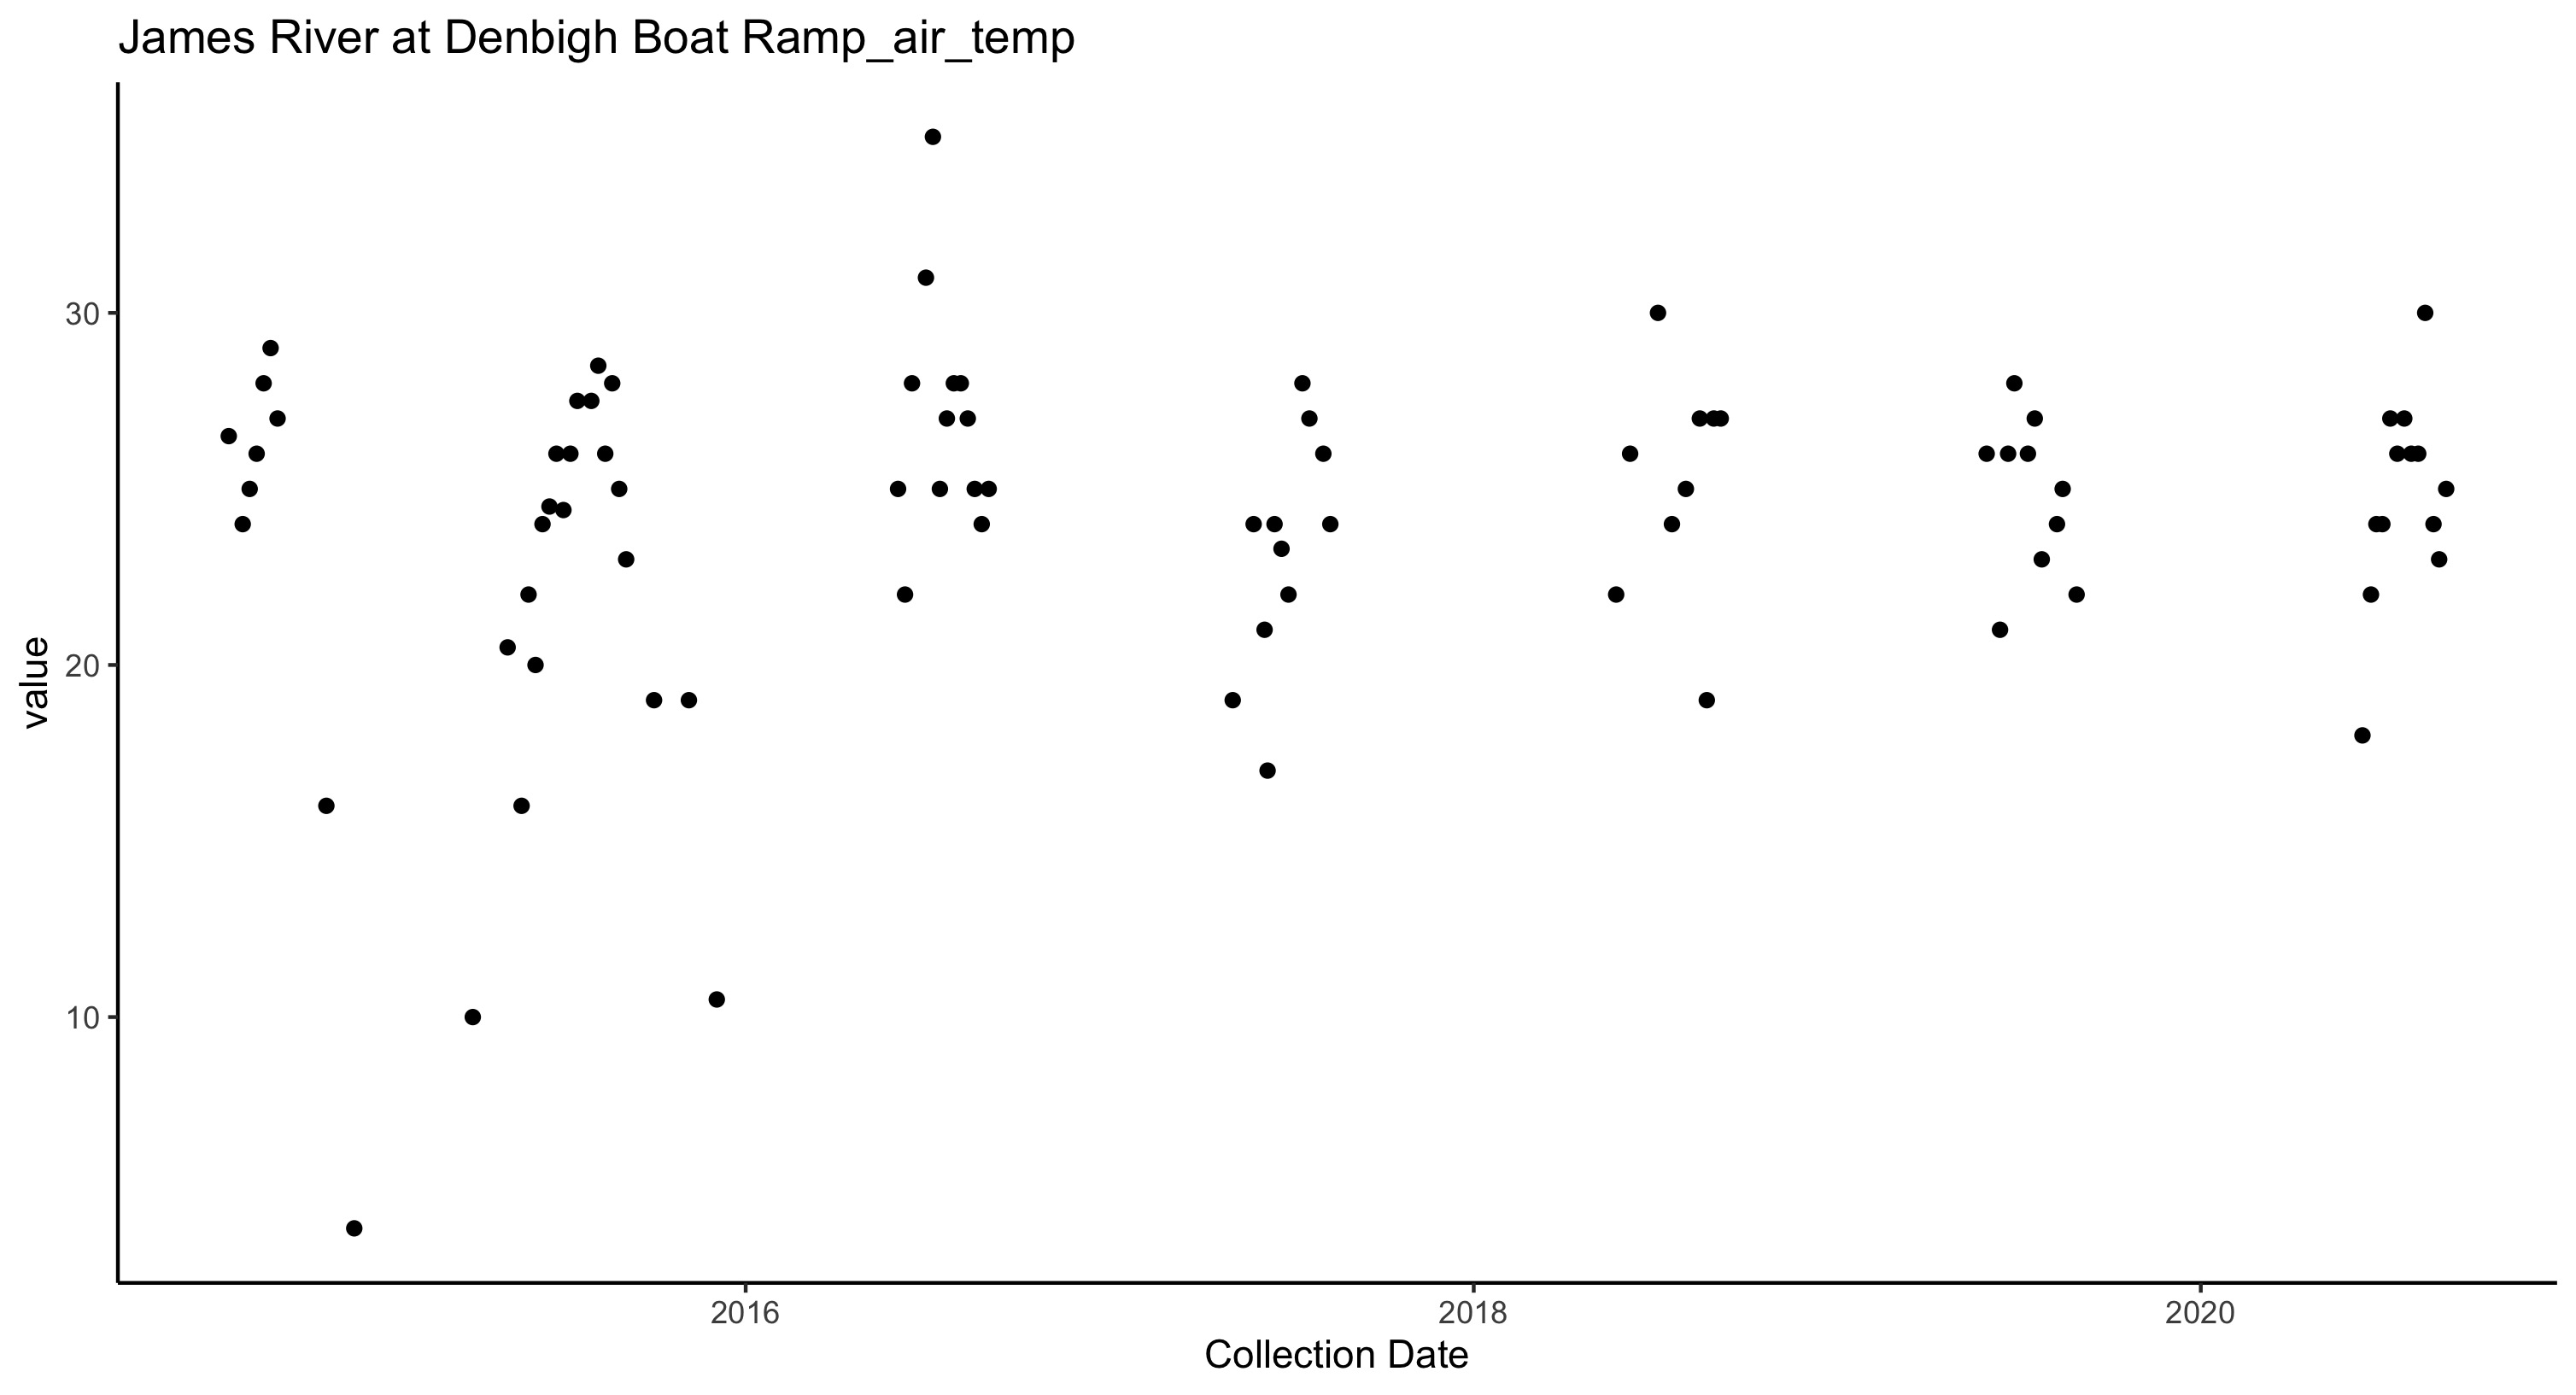 James River at Denbigh Boat Ramp_air_temp
30
20
10
value
2016
2018
2020
Collection Date